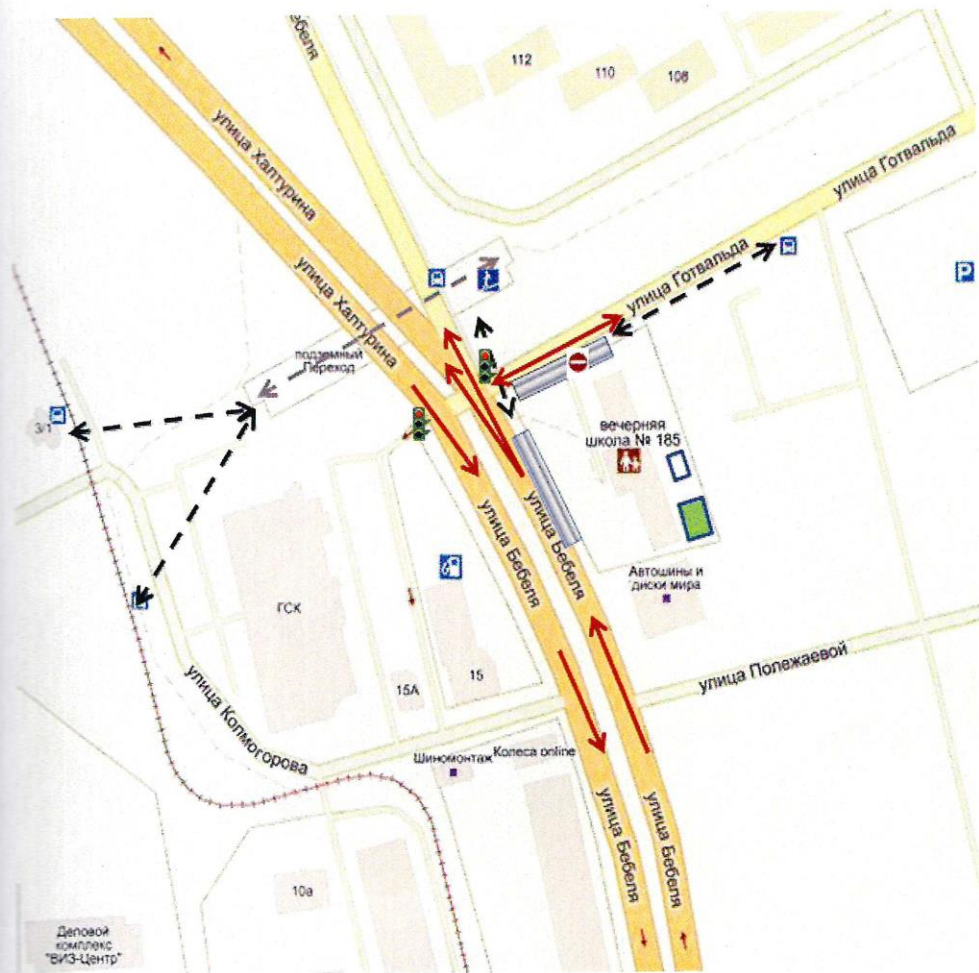 Бебеля
112
110
108
улица Готвальда
улица Халтурина
улица Готвальда
P
улица Халтурина
подземный
Переход
3/1
вечерняя
школа № 185
улица Бебеля
улица Бебеля
Автошины и
диски мира
ГСК
15А
15
улица Полежаевой
улица Колмогорова
Шиномонтаж
Колеса online
улица Бебеля
улица Бебеля
10а
Деловой
комплекс
"ВИЗ-Центр"